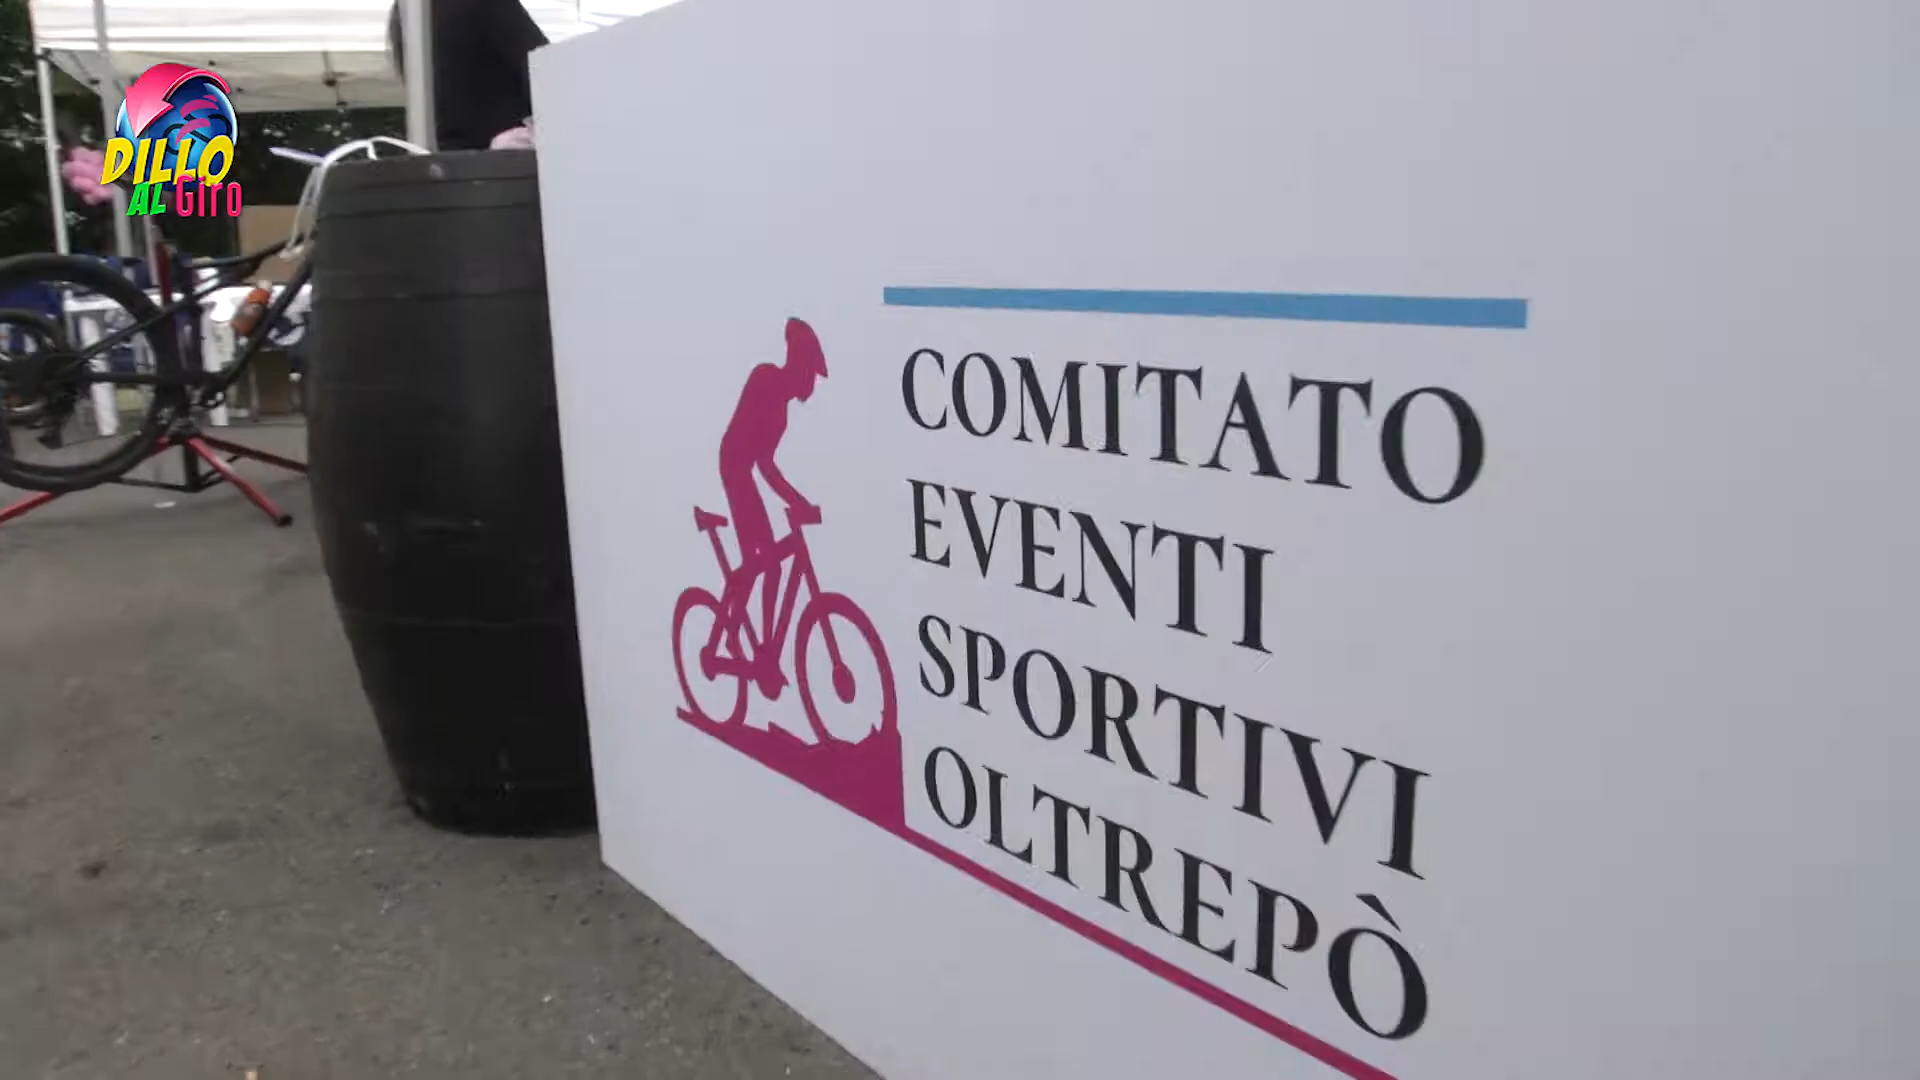 DILLO
AL Giro
COMITATO
EVENTI
SPORTIVI
OLTREPÒ